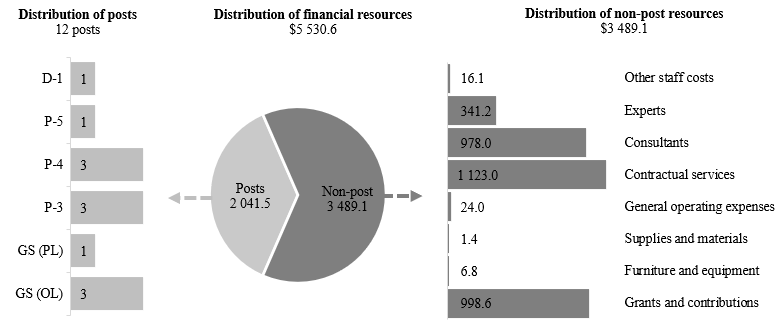 Distribution of posts
12 posts
D-1 1
P-5 1
P-4 3
P-3 3
GS (PL) 1
GS (OL) 3
Distribution of financial resources
$5 530.6
Posts
2 041.5
Non-post
3 489.1
Distribution of non-post resources
$3 489.1
16.1 Other staff costs
341.2 Experts
978.0 Consultants
1 123.0 Contractual services
24.0 General operating expenses
1.4 Supplies and materials
6.8 Furniture and equipment
998.6 Grants and contributions